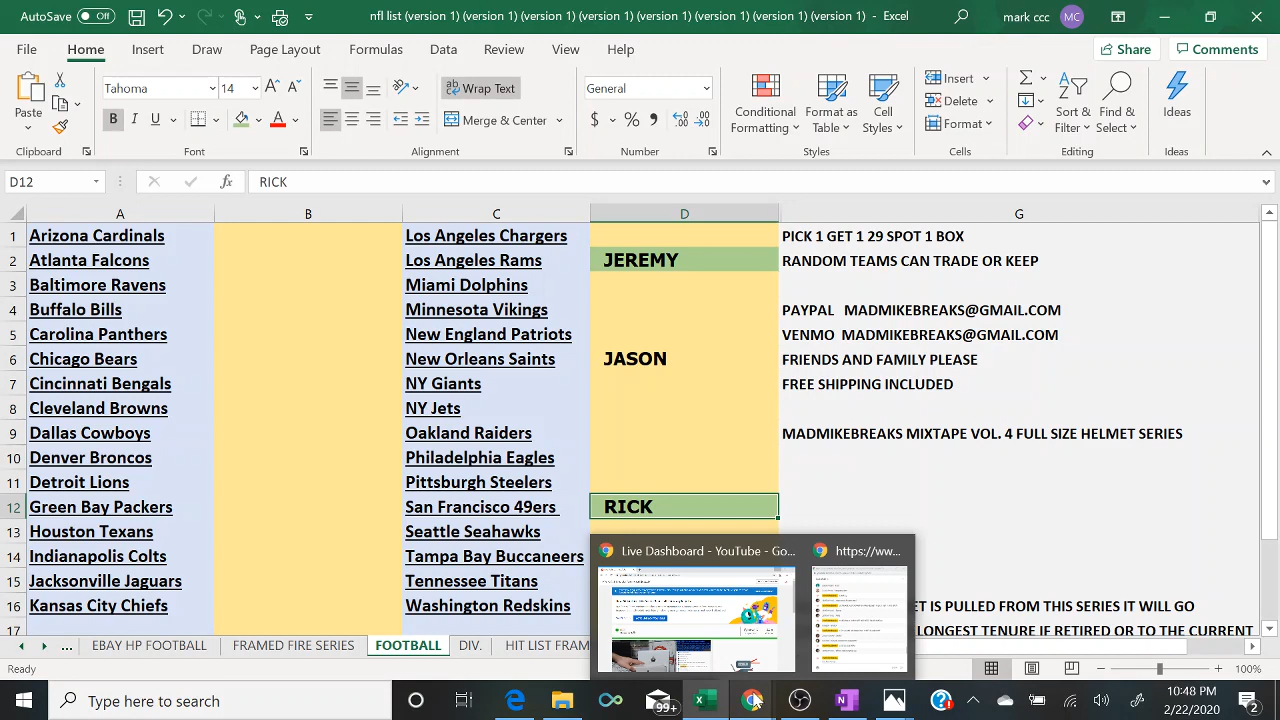 AutoSave Off nfl list (version 1) (version 1) (version 1) (version 1) (version 1) (version 1) (version 1) - Excel mark ccc MC
File Home Insert Draw Page Layout Formulas Data Review View Help Share Comments
Paste
Clipboard
Tahoma 14
B I U A
Font
Wrap Text
Merge & Center
Alignment
General
$ %
Number
Conditional Formatting
Format as Table
Cell Styles
Styles
Insert
Delete
Format
Cells
Sort & Filter
Find & Select
Editing
Ideas
Ideas
D12 fx RICK
A B C D G
1 Arizona Cardinals Los Angeles Chargers PICK 1 GET 1 29 SPOT 1 BOX
2 Atlanta Falcons Los Angeles Rams JEREMY RANDOM TEAMS CAN TRADE OR KEEP
3 Baltimore Ravens Miami Dolphins
4 Buffalo Bills Minnesota Vikings PAYPAL MADMIKEBREAKS@GMAIL.COM
5 Carolina Panthers New England Patriots VENMO MADMIKEBREAKS@GMAIL.COM
6 Chicago Bears New Orleans Saints JASON FRIENDS AND FAMILY PLEASE
7 Cincinnati Bengals NY Giants FREE SHIPPING INCLUDED
8 Cleveland Browns NY Jets
9 Dallas Cowboys Oakland Raiders MADMIKEBREAKS MIXTAPE VOL. 4 FULL SIZE HELMET SERIES
10 Denver Broncos Philadelphia Eagles
11 Detroit Lions Pittsburgh Steelers
12 Green Bay Packers San Francisco 49ers RICK
13 Houston Texans Seattle Seahawks
14 Indianapolis Colts Tampa Bay Buccaneers
15 Jacksonville Jaguars Tennessee Titans
16 Kansas City Chiefs Washington Redskins IS PULLED FROM THIS SERIES IT WILL GO
17 LONGEST TENURE IF RETIRED OR TO THE CURRENT
Live Dashboard - YouTube - Go... https://ww...
... FRAMED FIRE SERIES FOOTBALL DIV. HIT LIST
100%
Type here to search
99+
10:48 PM
2/22/2020
2